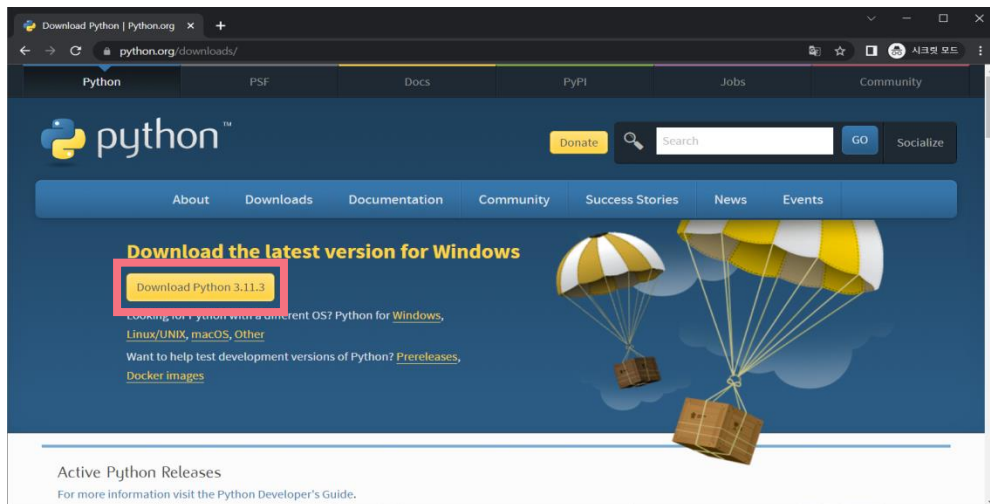 Download Python | Python.org
python.org/downloads/
시크릿 모드
Python PSF Docs PyPI Jobs Community
python™
Donate Search GO Socialize
About Downloads Documentation Community Success Stories News Events
Download the latest version for Windows
Download Python 3.11.3
Looking for Python with a different OS? Python for Windows,
Linux/UNIX, macOS, Other
Want to help test development versions of Python? Prereleases,
Docker images
Active Python Releases
For more information visit the Python Developer's Guide.